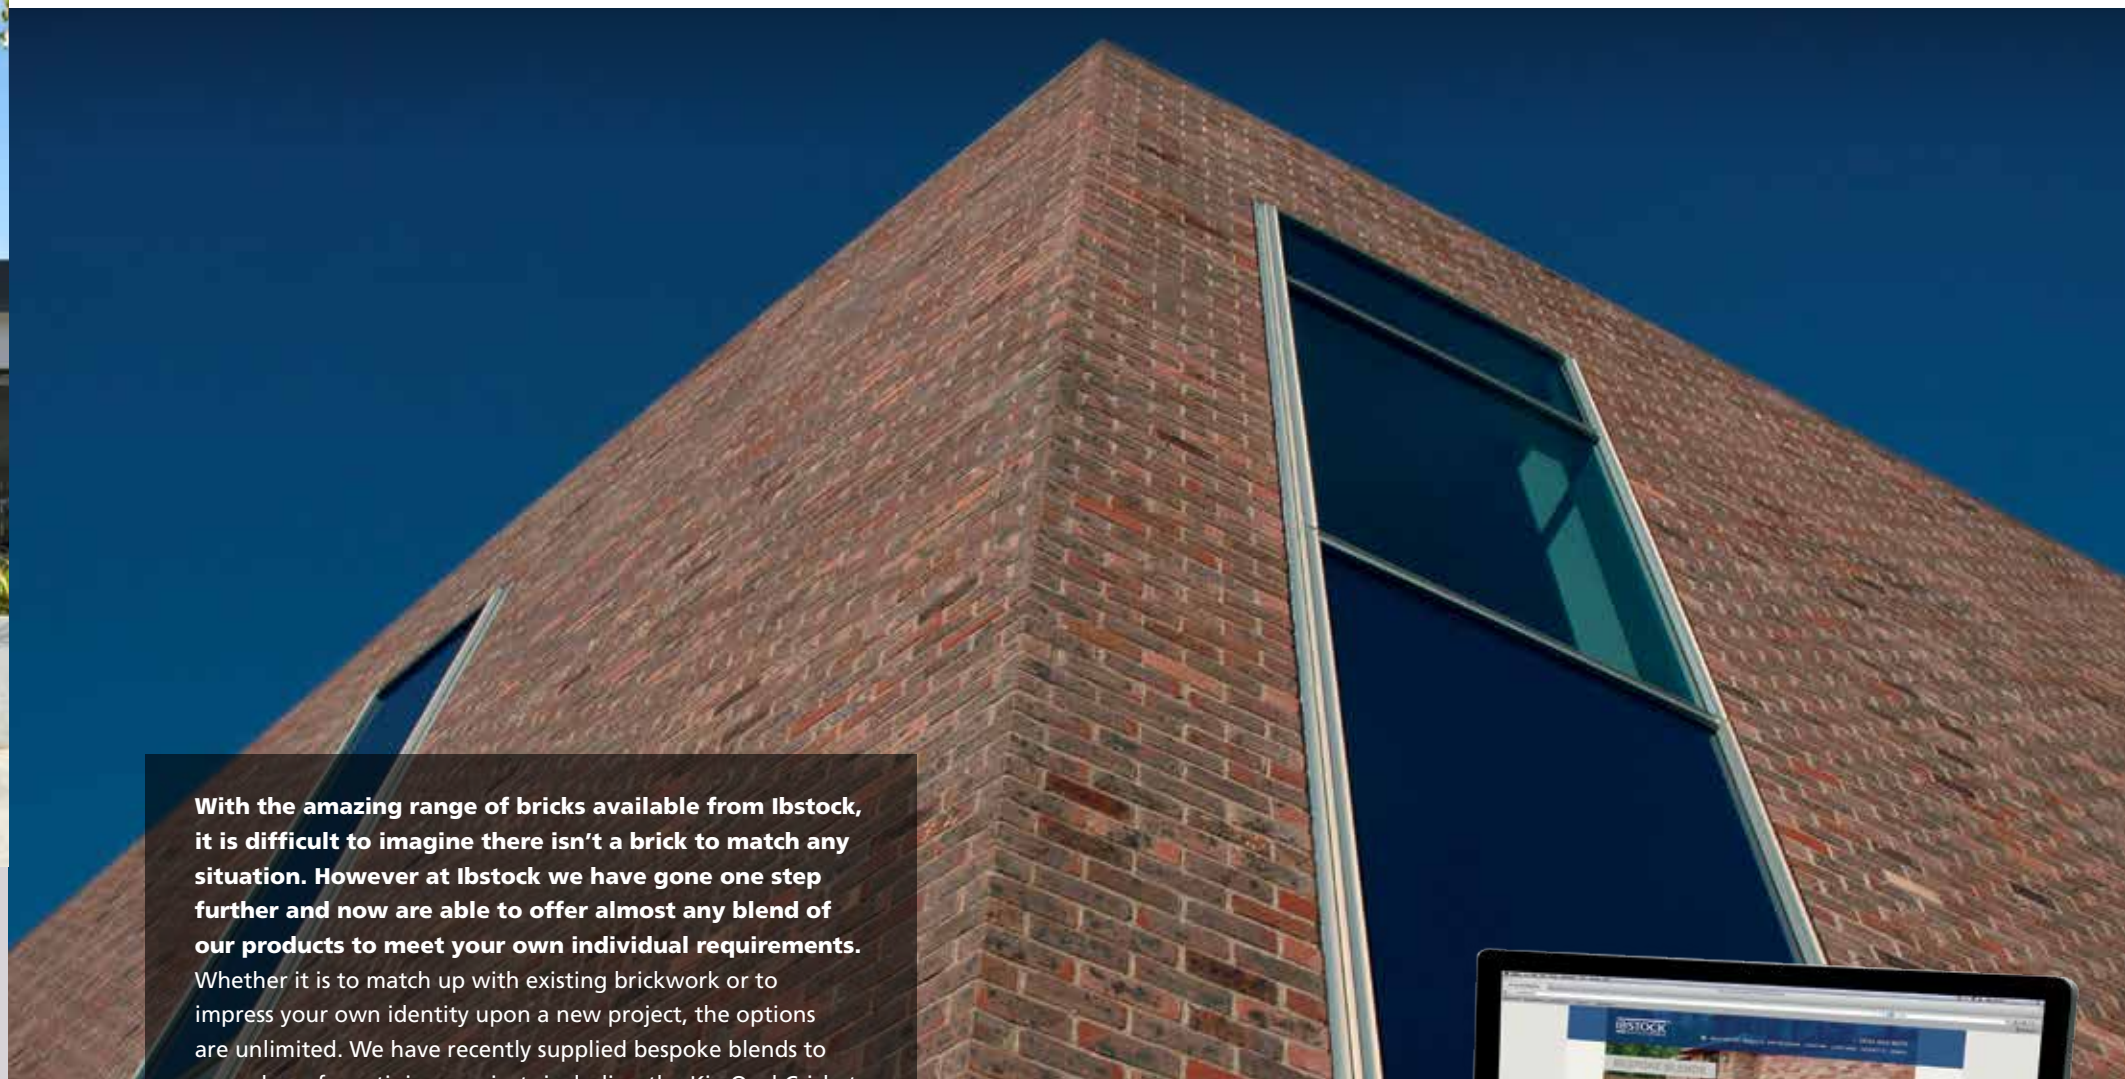 With the amazing range of bricks available from Ibstock,
it is difficult to imagine there isn’t a brick to match any
situation. However at Ibstock we have gone one step
further and now are able to offer almost any blend of
our products to meet your own individual requirements.
Whether it is to match up with existing brickwork or to
impress your own identity upon a new project, the options
are unlimited. We have recently supplied bespoke blends to
IBSTOCK
BESPOKE BLENDS